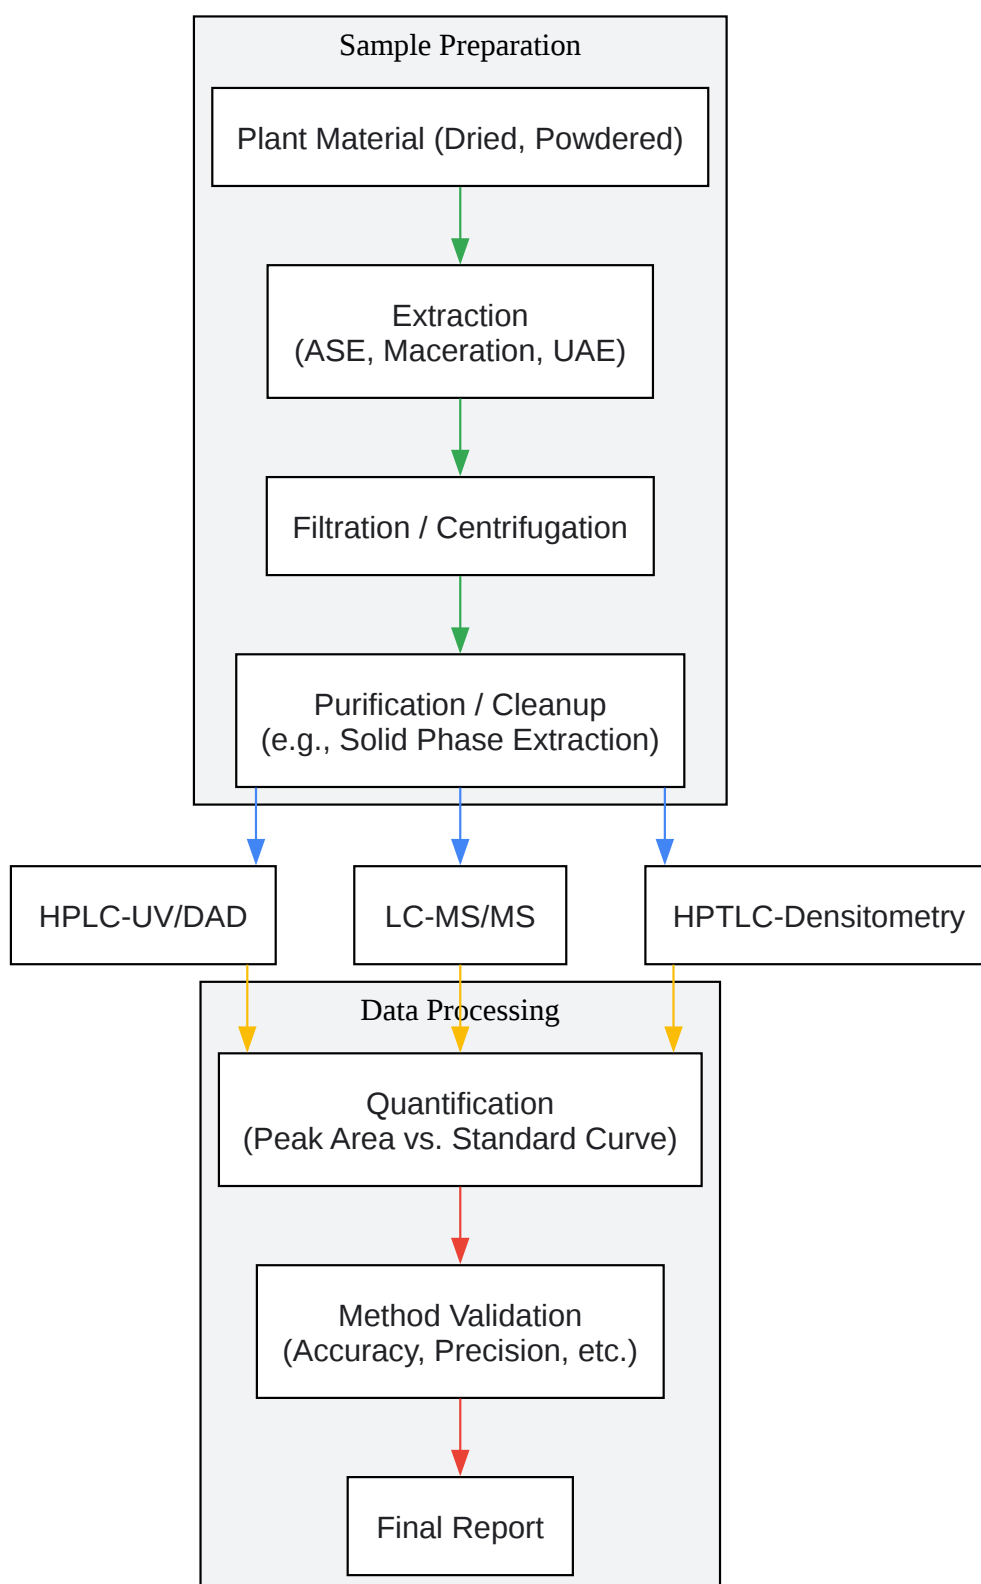 Sample Preparation
Plant Material (Dried, Powdered)
Extraction
(ASE, Maceration, UAE)
Filtration / Centrifugation
Purification / Cleanup
(e.g., Solid Phase Extraction)
HPLC-UV/DAD
LC-MS/MS
HPTLC-Densitometry
Data Processing
Quantification
(Peak Area vs. Standard Curve)
Method Validation
(Accuracy, Precision, etc.)
Final Report